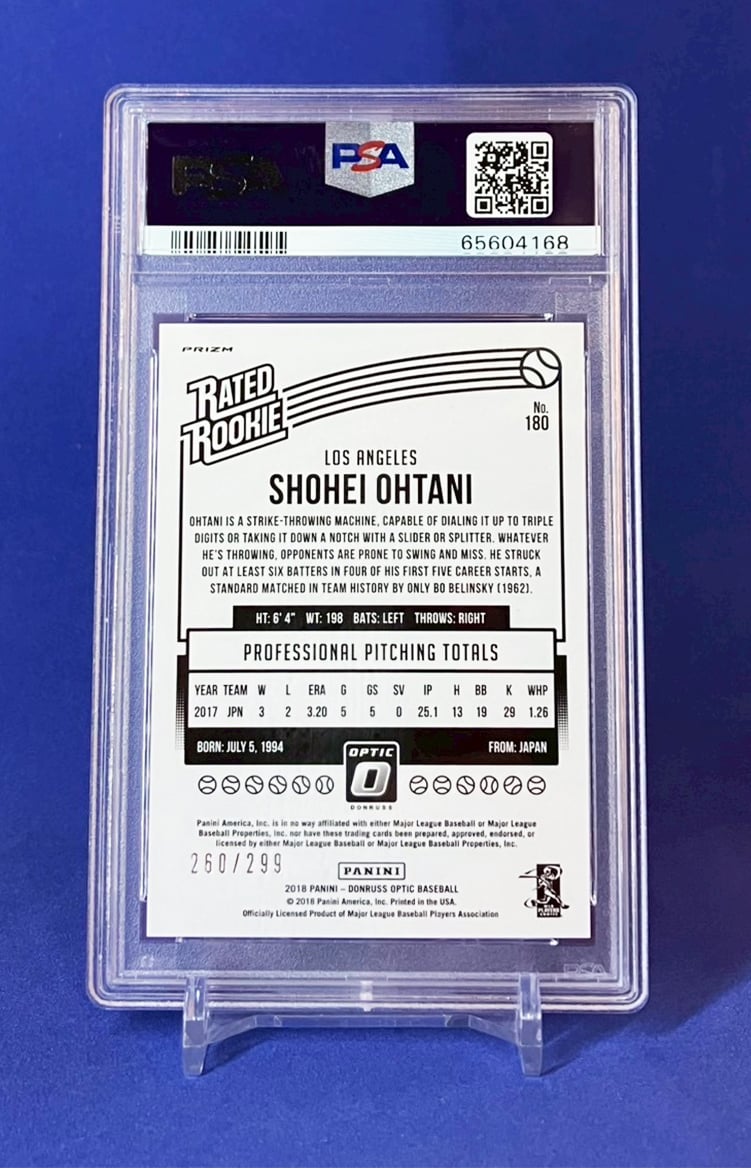 PSA
PSA
65604168
PRIZM
RATED
ROOKIE
No.
180
LOS ANGELES
SHOHEI OHTANI
OHTANI IS A STRIKE-THROWING MACHINE, CAPABLE OF DIALING IT UP TO TRIPLE
DIGITS OR TAKING IT DOWN A NOTCH WITH A SLIDER OR SPLITTER. WHATEVER
HE'S THROWING, OPPONENTS ARE PRONE TO SWING AND MISS. HE STRUCK
OUT AT LEAST SIX BATTERS IN FOUR OF HIS FIRST FIVE CAREER STARTS, A
STANDARD MATCHED IN TEAM HISTORY BY ONLY BO BELINSKY (1962).
HT: 6' 4" WT: 198 BATS: LEFT THROWS: RIGHT
PROFESSIONAL PITCHING TOTALS
YEAR TEAM W L ERA G GS SV IP H BB K WHP
2017 JPN 3 2 3.20 5 5 0 25.1 13 19 29 1.26
BORN: JULY 5, 1994 FROM: JAPAN
OPTIC
DONRUSS
Panini America, Inc. is in no way affiliated with either Major League Baseball or Major League
Baseball Properties, Inc. nor have these trading cards been prepared, approved, endorsed, or
licensed by either Major League Baseball or Major League Baseball Properties, Inc.
260/299
PANINI
2018 PANINI – DONRUSS OPTIC BASEBALL
© 2018 Panini America, Inc. Printed in the USA.
Officially Licensed Product of Major League Baseball Players Association
PLAYERS
CHOICE
PSA